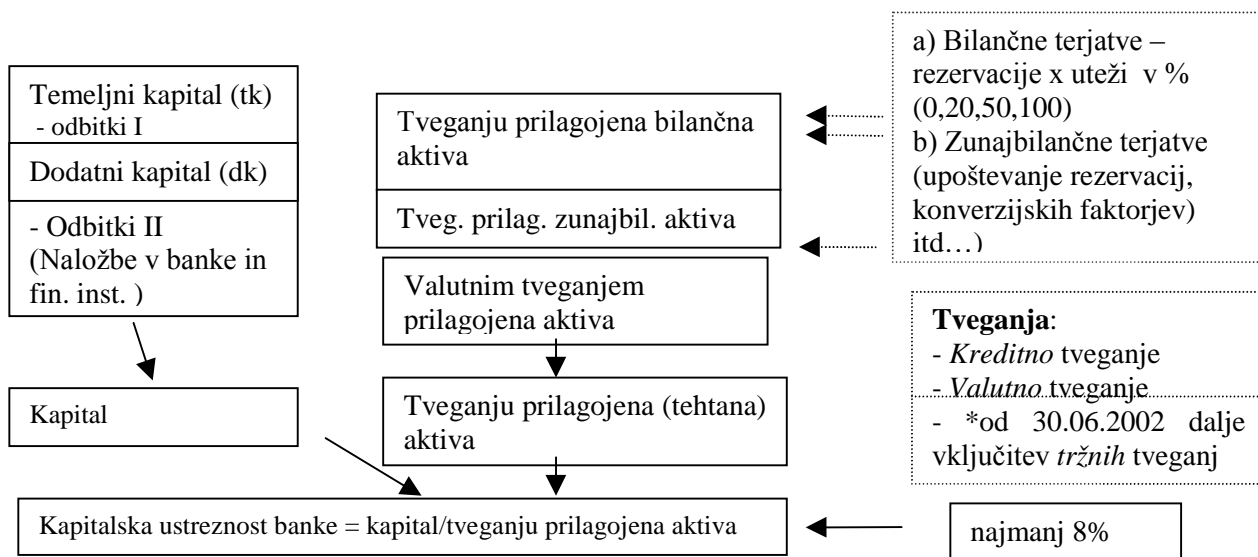 Temeljni kapital (tk)
- odbitki I
Dodatni kapital (dk)
- Odbitki II
(Naložbe v banke in
fin. inst. )
Kapital
Tveganju prilagojena bilančna
aktiva
Tveg. prilag. zunajbil. aktiva
Valutnim tveganjem
prilagojena aktiva
Tveganju prilagojena (tehtana)
aktiva
a) Bilančne terjatve –
rezervacije x uteži v %
(0,20,50,100)
b) Zunajbilančne terjatve
(upoštevanje rezervacij,
konverzijskih faktorjev)
itd…)
Tveganja:
- Kreditno tveganje
- Valutno tveganje
- *od 30.06.2002 dalje
vključitev tržnih tveganj
Kapitalska ustreznost banke = kapital/tveganju prilagojena aktiva
najmanj 8%